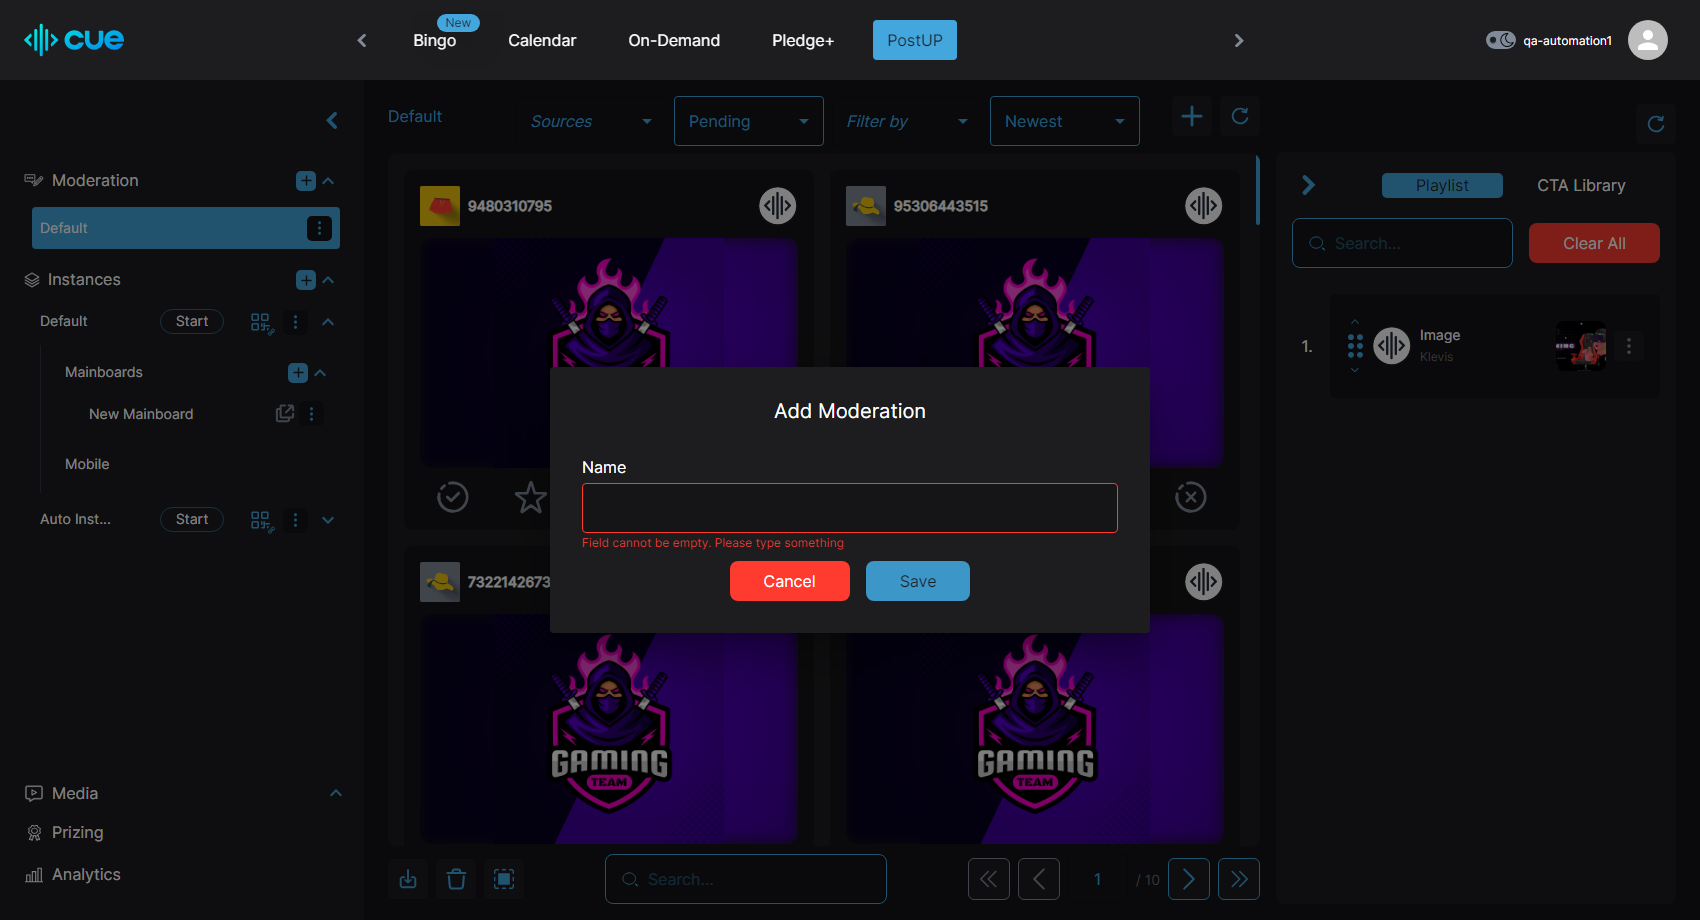 cue
New
Bingo
Calendar
On-Demand
Pledge+
PostUP
qa-automation1
Moderation
Default
Instances
Default
Start
Mainboards
New Mainboard
Mobile
Auto Inst...
Start
Media
Prizing
Analytics
Default
Sources
Pending
Filter by
Newest
9480310795
95306443515
7322142673
GAMING
TEAM
GAMING
TEAM
Add Moderation
Name
Field cannot be empty. Please type something
Cancel
Save
Search...
1
/ 10
Playlist
CTA Library
Search...
Clear All
1.
Image
Klevis